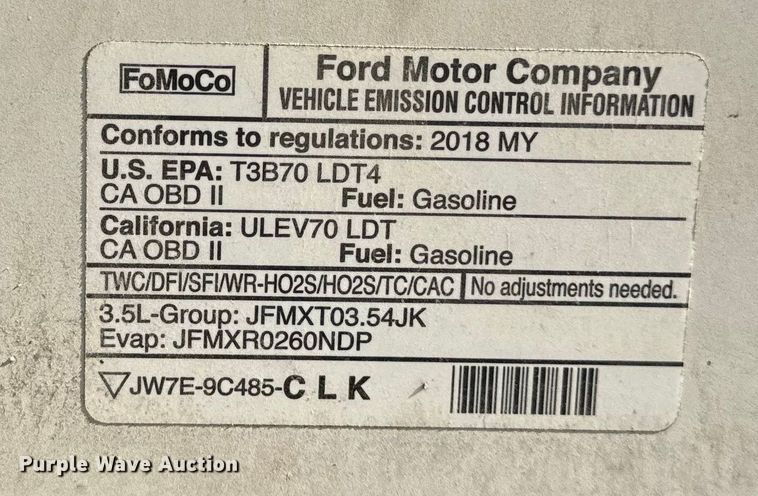 FoMoCo
Ford Motor Company
VEHICLE EMISSION CONTROL INFORMATION
Conforms to regulations: 2018 MY
U.S. EPA: T3B70 LDT4
CA OBD II Fuel: Gasoline
California: ULEV70 LDT
CA OBD II Fuel: Gasoline
TWC/DFI/SFI/WR-HO2S/HO2S/TC/CAC No adjustments needed.
3.5L-Group: JFMXT03.54JK
Evap: JFMXR0260NDP
▽JW7E-9C485-C L K
Purple Wave Auction